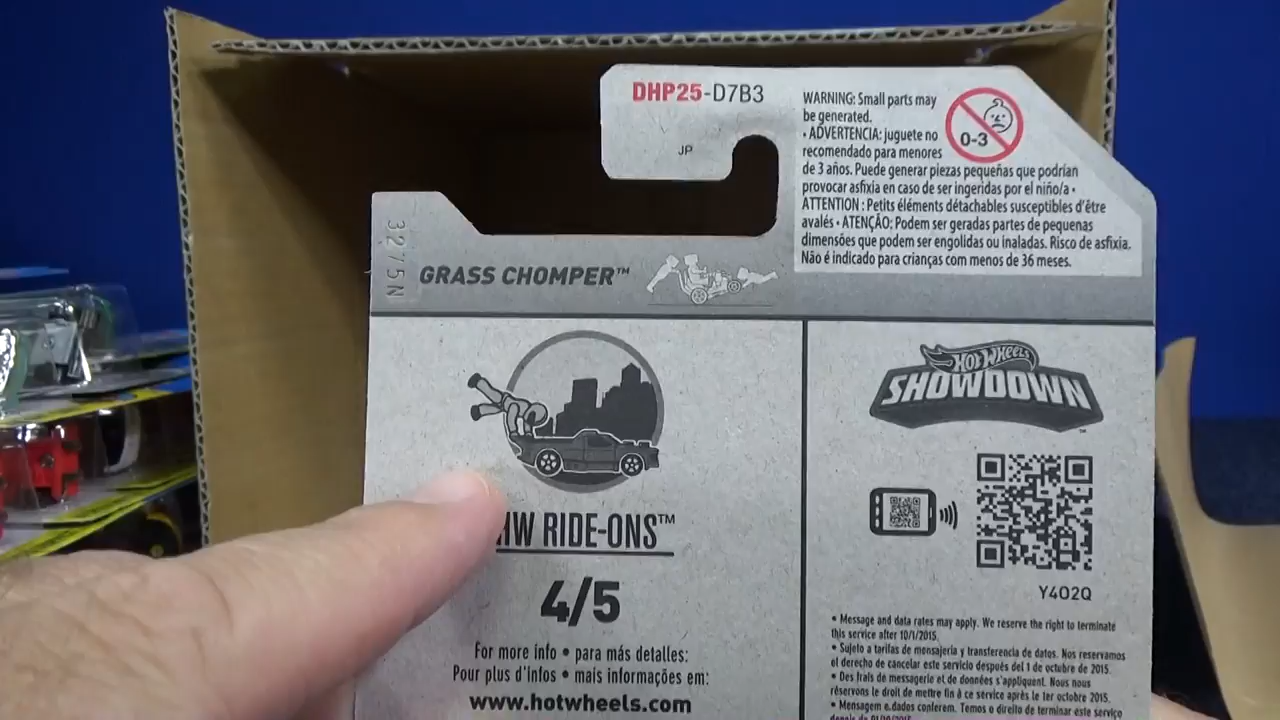 DHP25-D7B3
JP
WARNING: Small parts may
be generated.
• ADVERTENCIA: juguete no
recomendado para menores
de 3 años. Puede generar piezas pequeñas que podrían
provocar asfixia en caso de ser ingeridas por el niño/a •
ATTENTION : Petits éléments détachables susceptibles d'être
avalés • ATENÇÃO: Podem ser geradas partes de pequenas
dimensões que podem ser engolidas ou inaladas. Risco de asfixia.
Não é indicado para crianças com menos de 36 meses.
0-3
3275N
GRASS CHOMPER™
HW RIDE-ONS™
4/5
For more info • para más detalles:
Pour plus d'infos • mais informações em:
www.hotwheels.com
HOT WHEELS
SHOWDOWN™
Y4O2Q
• Message and data rates may apply. We reserve the right to terminate
this service after 10/1/2015.
• Sujeto a tarifas de mensajería y transferencia de datos. Nos reservamos
el derecho de cancelar este servicio después del 1 de octubre de 2015.
• Des frais de messagerie et de données s'appliquent. Nous nous
réservons le droit de mettre fin à ce service après le 1er octobre 2015.
• Mensagem e.dados conferem. Temos o direito de terminar este serviço
depois do 01/10/2015